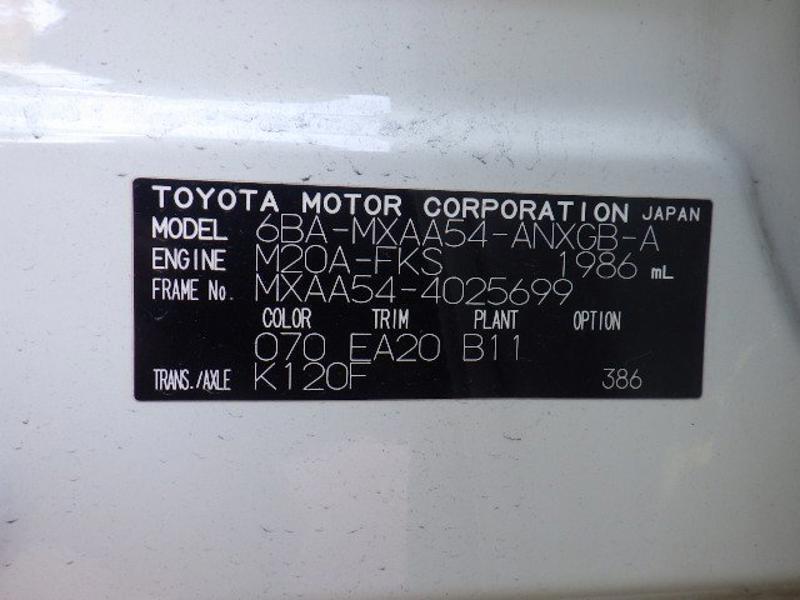 TOYOTA MOTOR CORPORATION JAPAN
MODEL 6BA-MXAA54-ANXGB-A
ENGINE M20A-FKS 1986 mL
FRAME No. MXAA54-4025699
COLOR TRIM PLANT OPTION
070 EA20 B11
TRANS./AXLE K120F 386